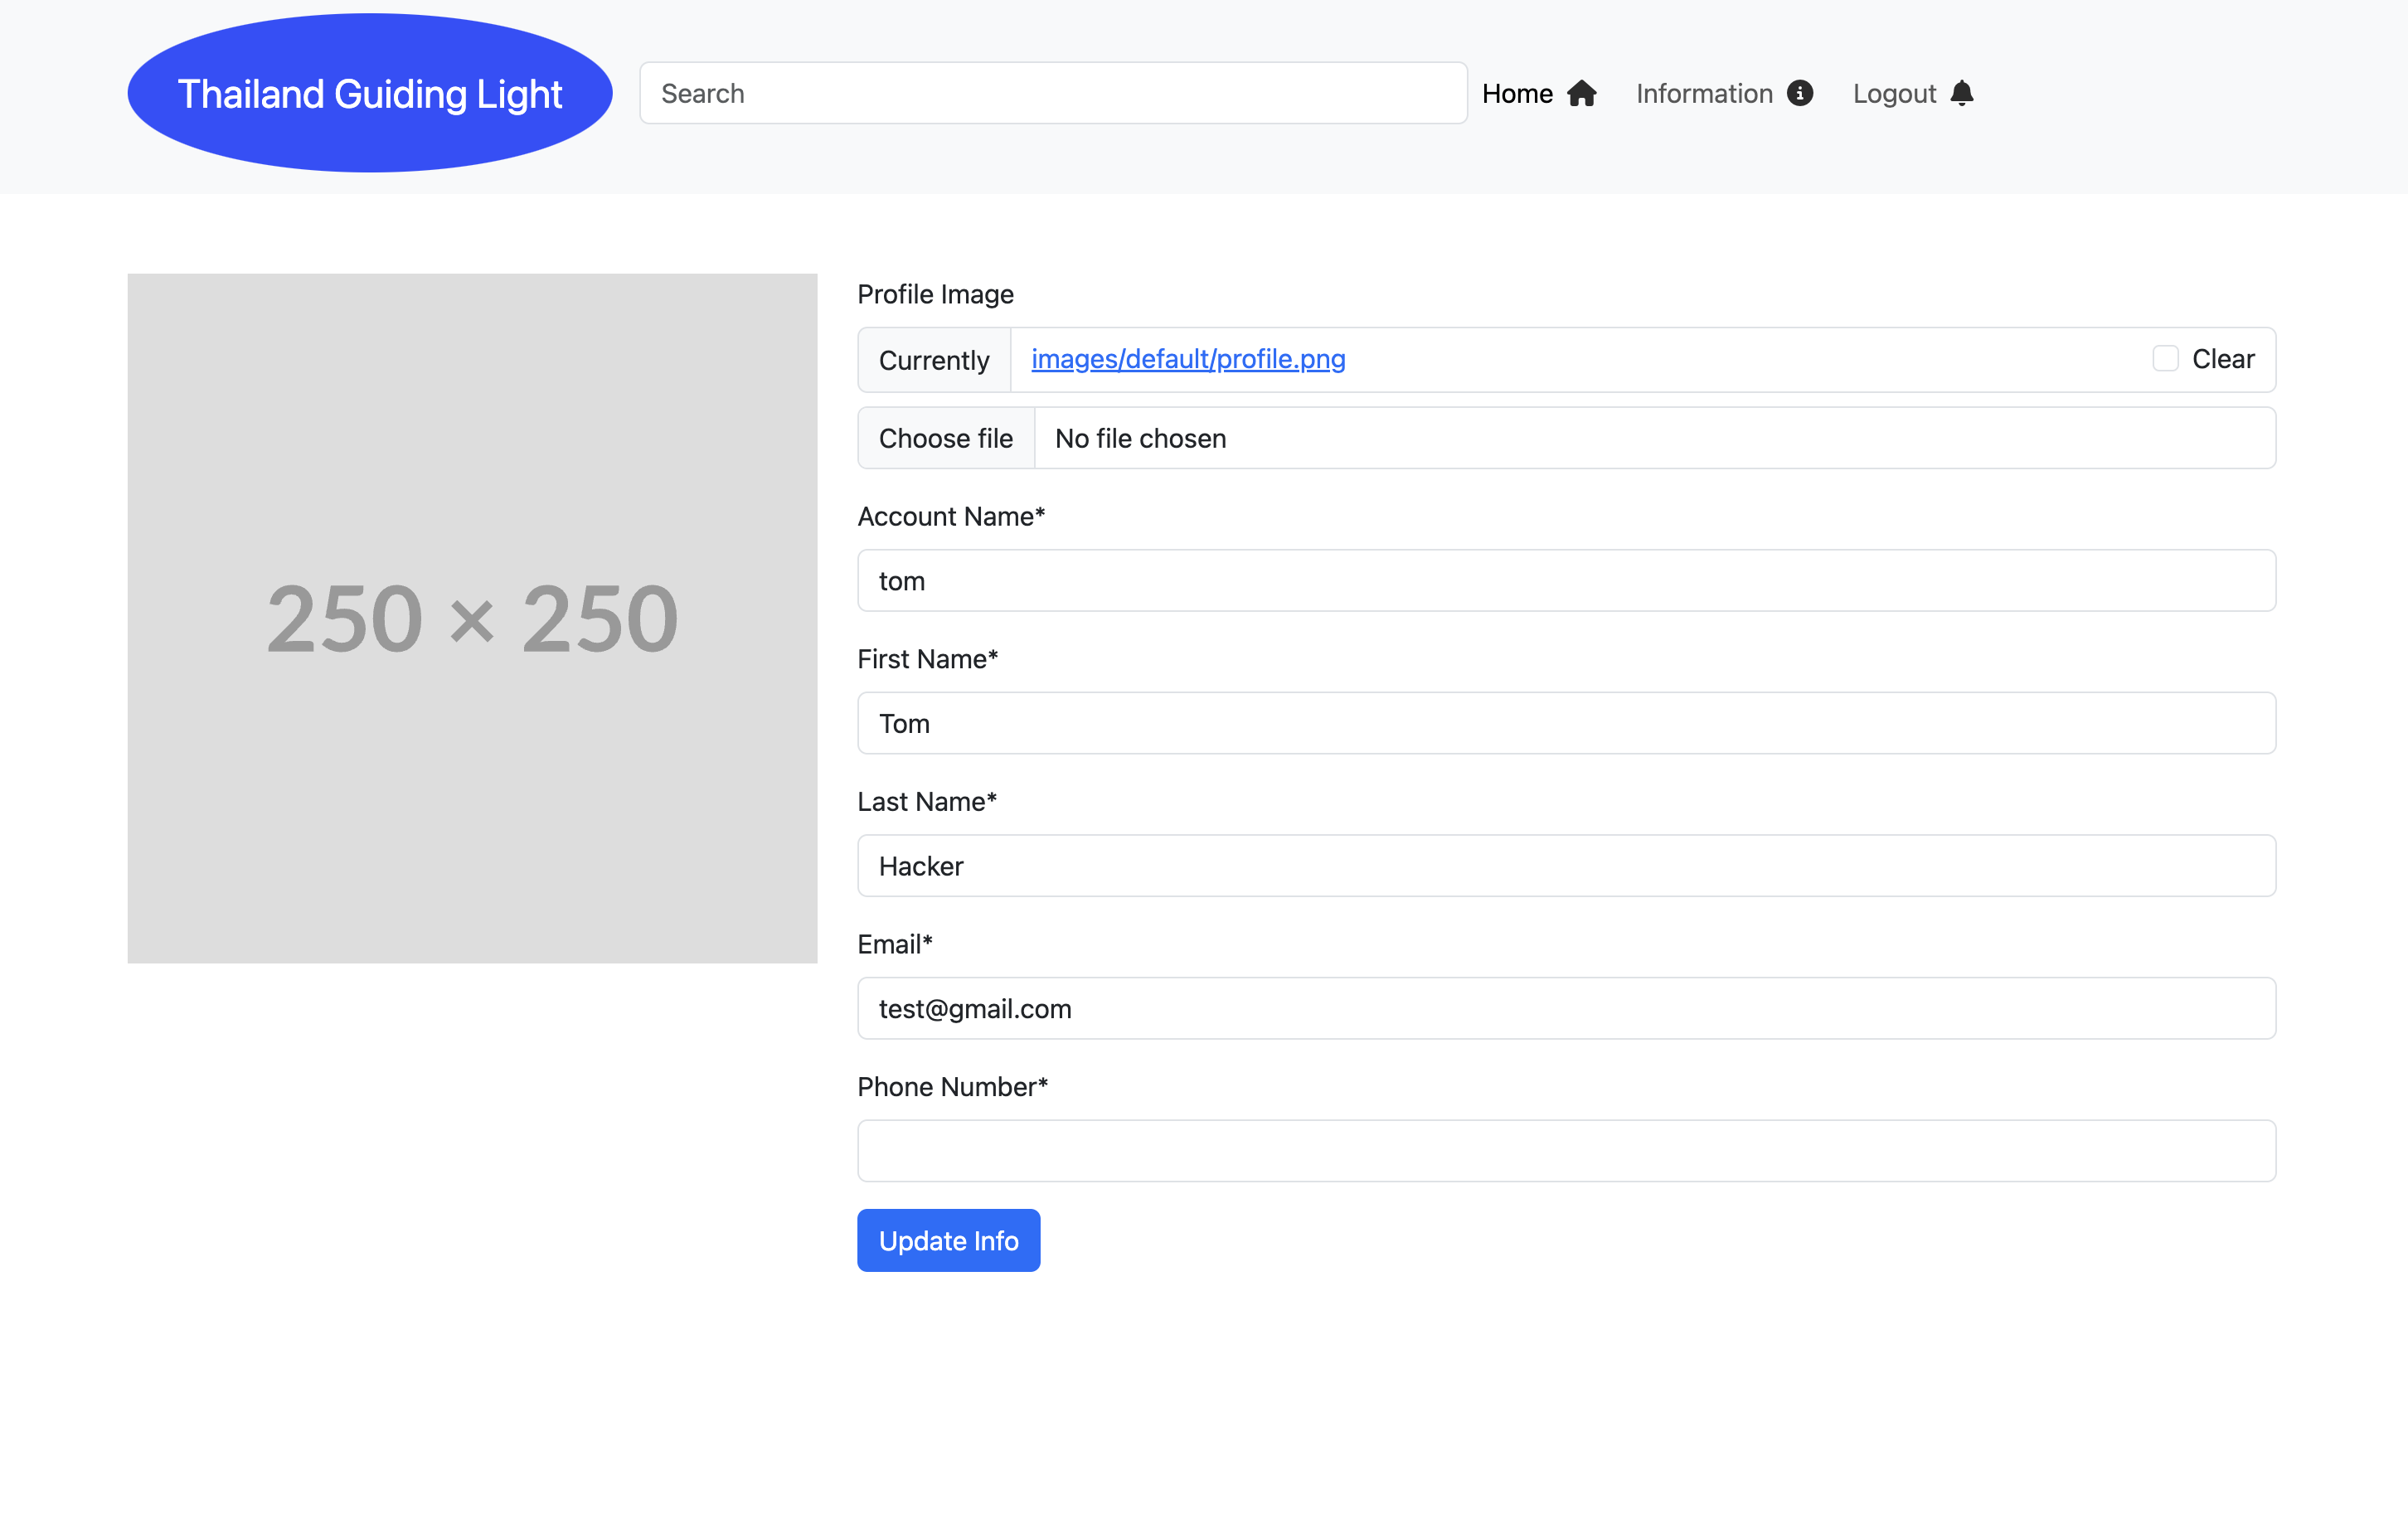 Thailand Guiding Light
Search
Home
Information
Logout
250 × 250
Profile Image
Currently images/default/profile.png Clear
Choose file No file chosen
Account Name*
tom
First Name*
Tom
Last Name*
Hacker
Email*
test@gmail.com
Phone Number*
Update Info